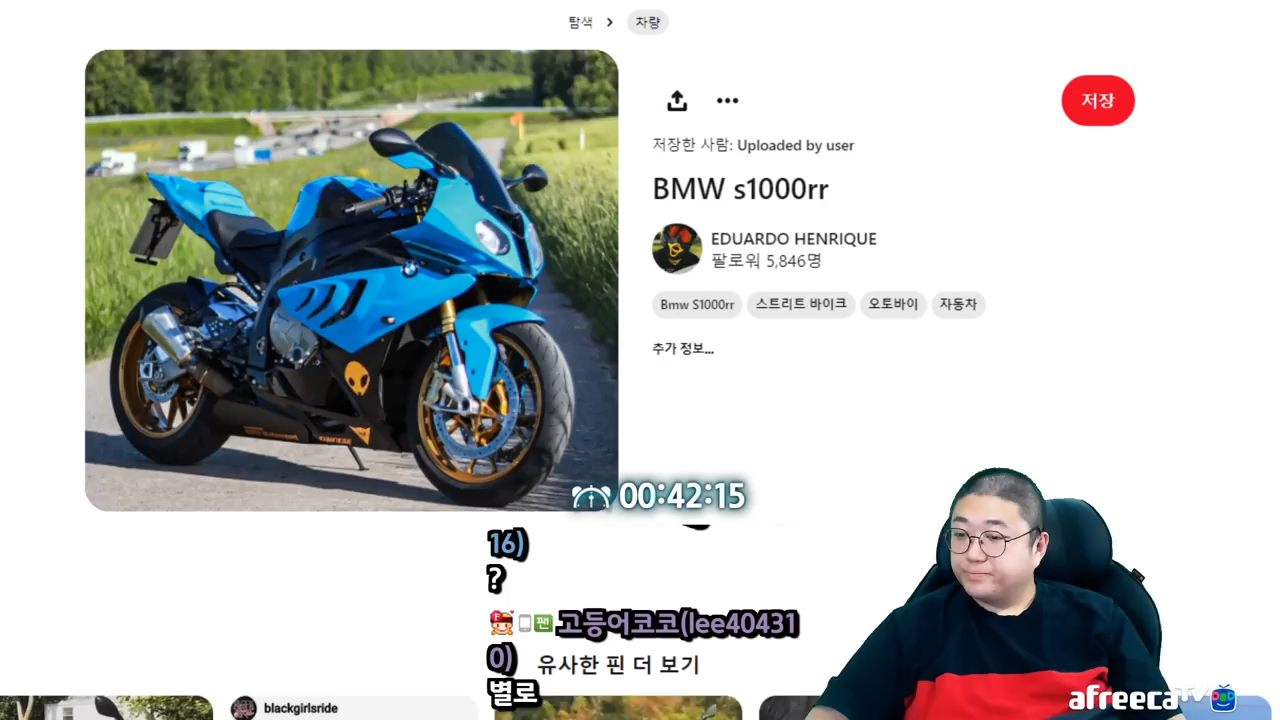 탐색
자량
저장
저장한 사람: Uploaded by user
BMW s1000rr
EDUARDO HENRIQUE
팔로워 5,846명
Bmw S1000rr
스트리트 바이크
오토바이
자동차
추가 정보...
00:42:15
16)
?
팬 고등어코코(lee40431
0)
별로
유사한 핀 더 보기
blackgirlsride
afreecaTV